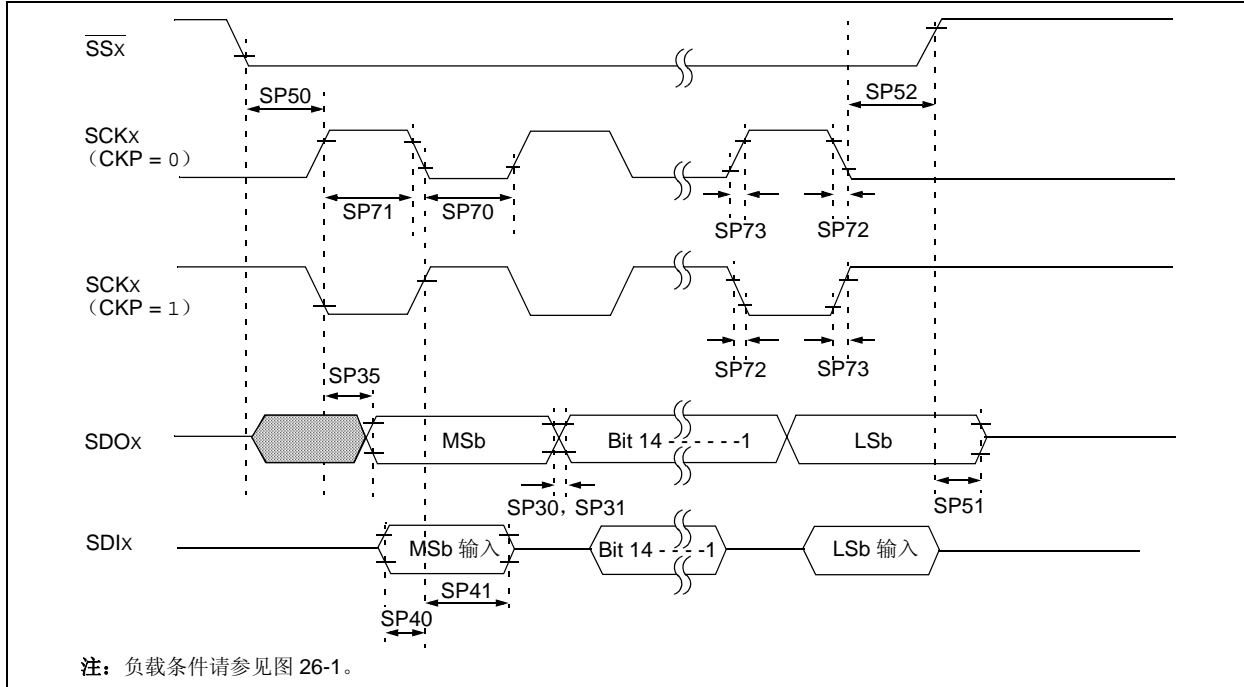 SSX
SP50
SP52
SCKX
（CKP = 0）
SP71
SP70
SP73
SP72
SCKX
（CKP = 1）
SP72
SP73
SP35
SDOX
MSb
Bit 14 - - - - - -1
LSb
SP30，SP31
SP51
SDIX
MSb 输入
Bit 14 - - - -1
LSb 输入
SP41
SP40
注：负载条件请参见图 26-1。